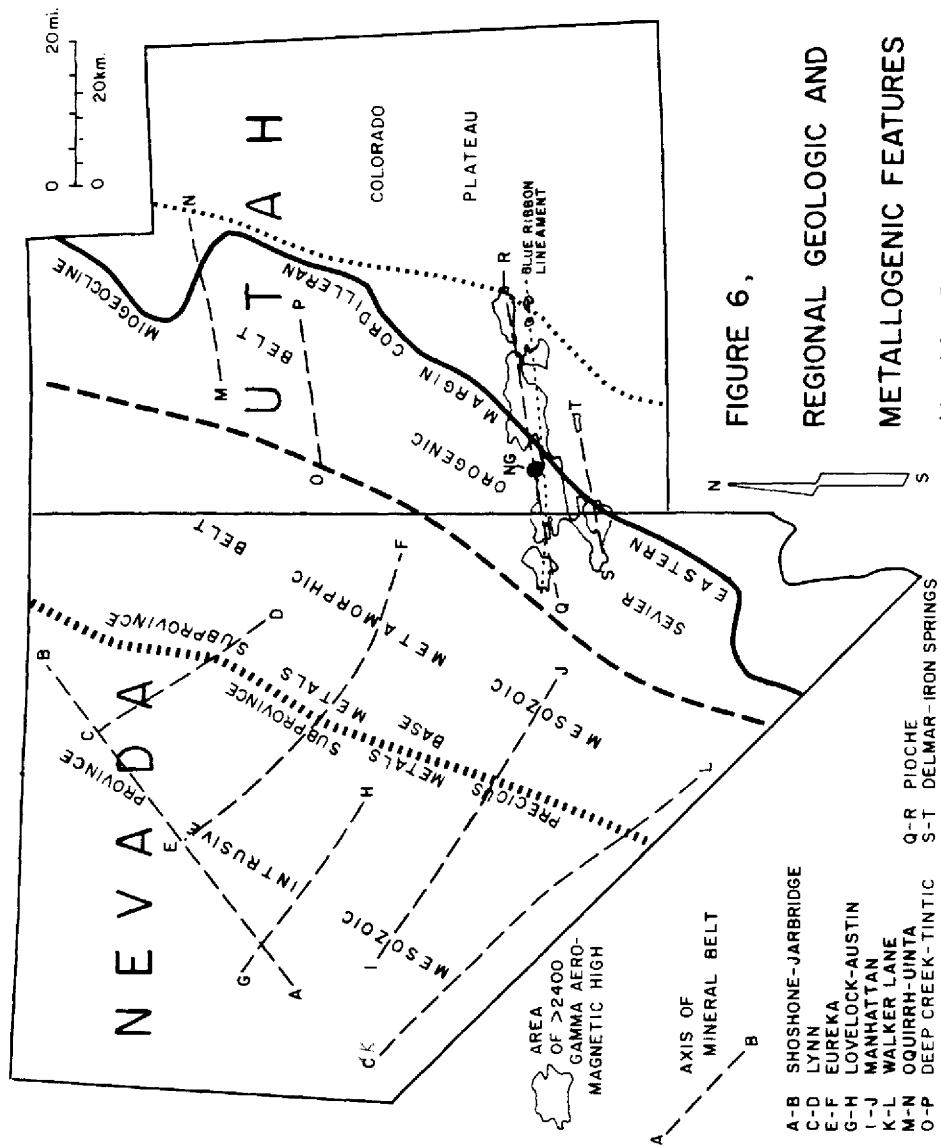 NEVADA
UTAH
0 20 mi.
0 20 km.
MIOGEOCLINE
BELT
CORDILLERAN
MARGIN
OROGENIC
EASTERN
SEVIER
COLORADO
PLATEAU
BLUE RIBBON
LINEAMENT
NG
MESOZOIC
INTRUSIVE
PROVINCE
PRECIOUS
METALS
SUBPROVINCE
BASE
METALS
SUBPROVINCE
MESOZOIC
METAMORPHIC
BELT
A
B
C
D
E
F
G
H
I
J
K
L
M
N
O
P
Q
R
S
T
N
S
AREA
OF >2400
GAMMA AERO-
MAGNETIC HIGH
AXIS OF
MINERAL BELT
A
B
A-B SHOSHONE-JARBRIDGE
C-D LYNN
E-F EUREKA
G-H LOVELOCK-AUSTIN
I-J MANHATTAN
K-L WALKER LANE
M-N OQUIRRH-UINTA
O-P DEEP CREEK-TINTIC
Q-R PIOCHE
S-T DELMAR-IRON SPRINGS
FIGURE 6,
REGIONAL GEOLOGIC AND
METALLOGENIC FEATURES